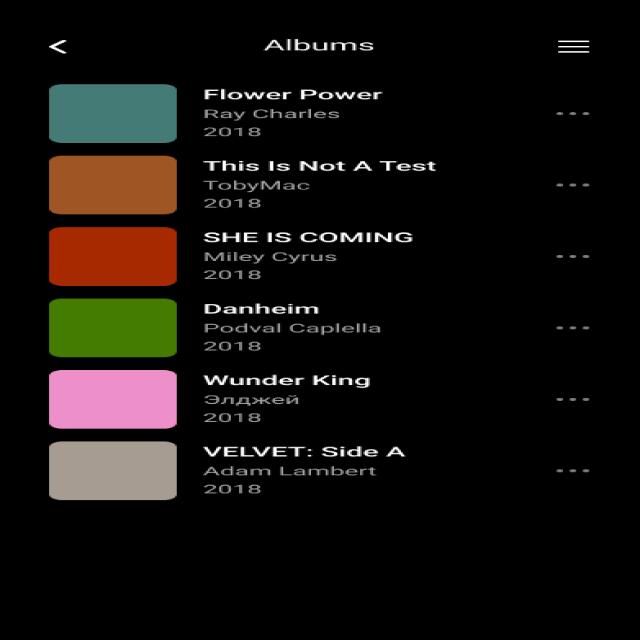 Albums
Flower Power
Ray Charles
2018
This Is Not A Test
TobyMac
2018
SHE IS COMING
Miley Cyrus
2018
Danheim
Podval Caplella
2018
Wunder King
Элджей
2018
VELVET: Side A
Adam Lambert
2018